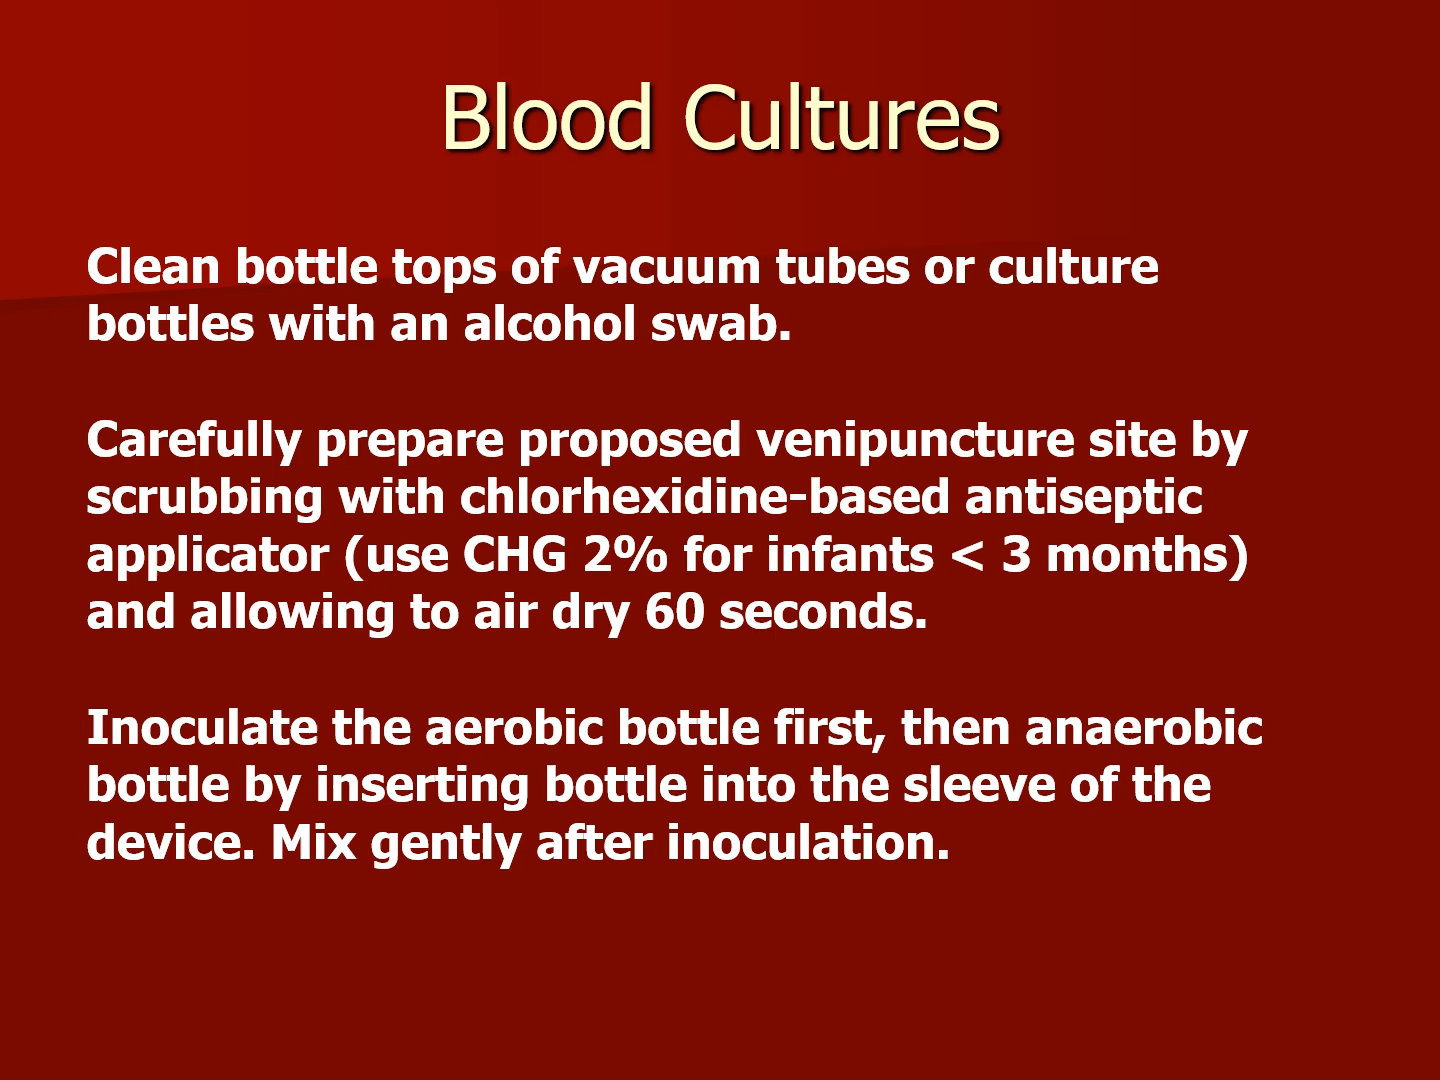 Blood Cultures
Clean bottle tops of vacuum tubes or culture
bottles with an alcohol swab.
Carefully prepare proposed venipuncture site by
scrubbing with chlorhexidine-based antiseptic
applicator (use CHG 2% for infants < 3 months)
and allowing to air dry 60 seconds.
Inoculate the aerobic bottle first, then anaerobic
bottle by inserting bottle into the sleeve of the
device. Mix gently after inoculation.